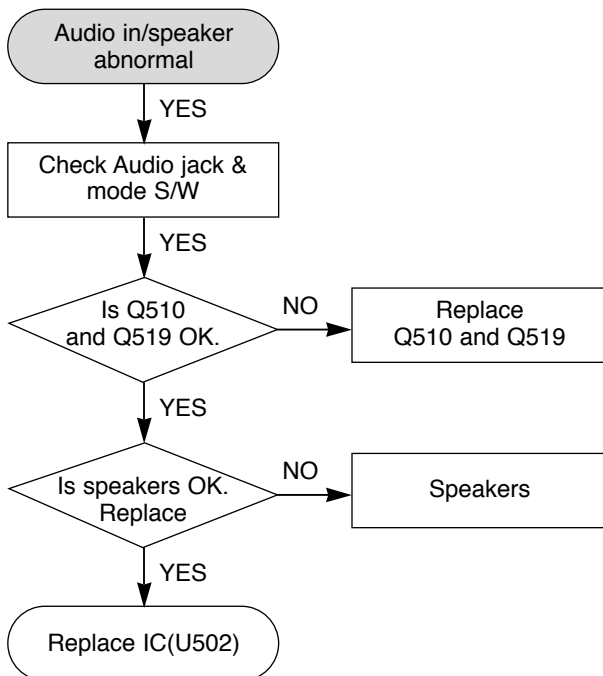 Audio in/speaker
abnormal
YES
Check Audio jack &
mode S/W
YES
Is Q510
and Q519 OK.
NO
Replace
Q510 and Q519
YES
Is speakers OK.
Replace
NO
Speakers
YES
Replace IC(U502)